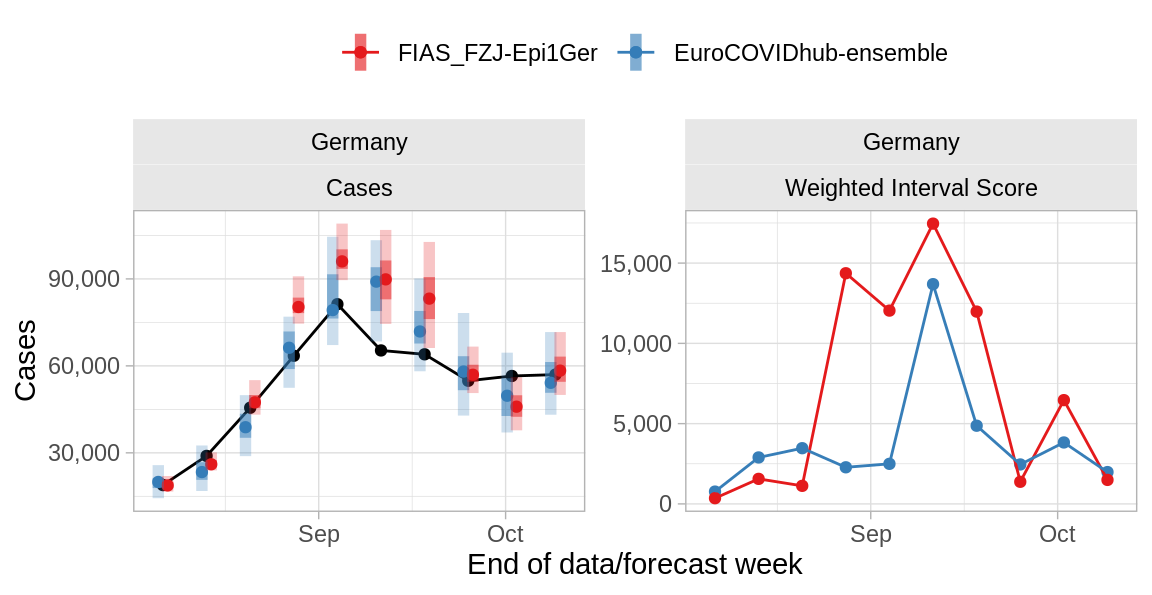 FIAS_FZJ-Epi1Ger EuroCOVIDhub-ensemble
Germany
Cases
Germany
Weighted Interval Score
Cases
90,000
60,000
30,000
15,000
10,000
5,000
0
Sep Oct
Sep Oct
End of data/forecast week